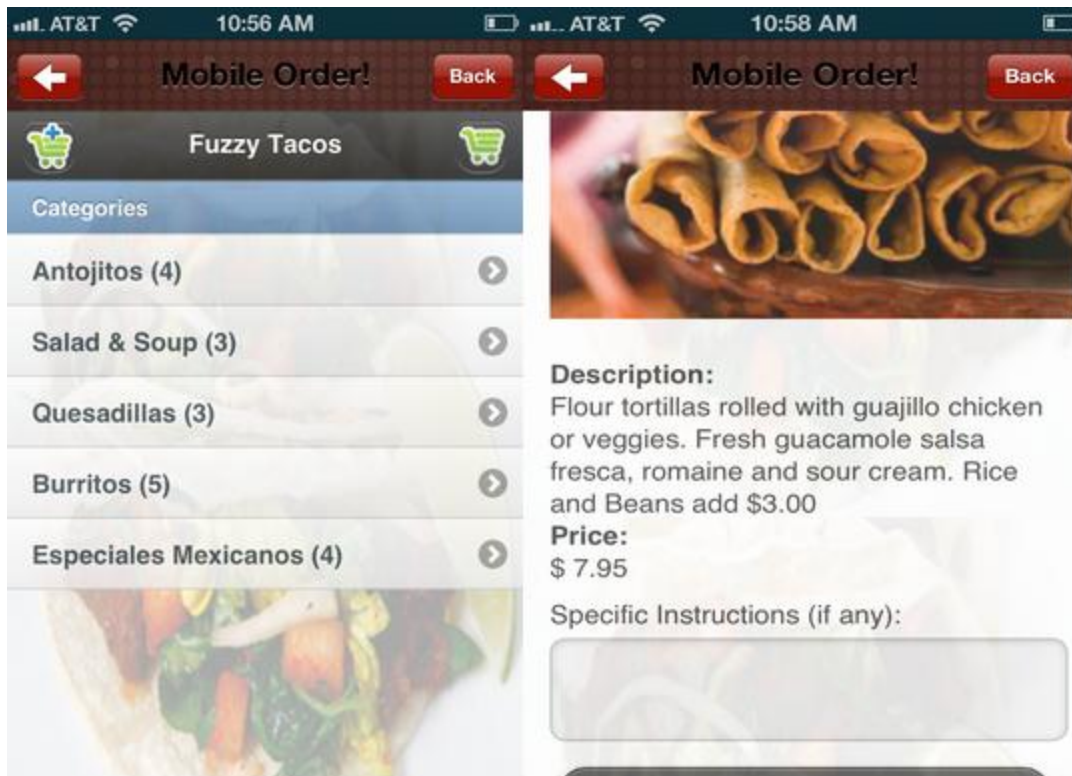 AT&T 10:56 AM
Mobile Order!
Back
Fuzzy Tacos
Categories
Antojitos (4)
Salad & Soup (3)
Quesadillas (3)
Burritos (5)
Especiales Mexicanos (4)
AT&T 10:58 AM
Mobile Order!
Back
Description:
Flour tortillas rolled with guajillo chicken
or veggies. Fresh guacamole salsa
fresca, romaine and sour cream. Rice
and Beans add $3.00
Price:
$ 7.95
Specific Instructions (if any):